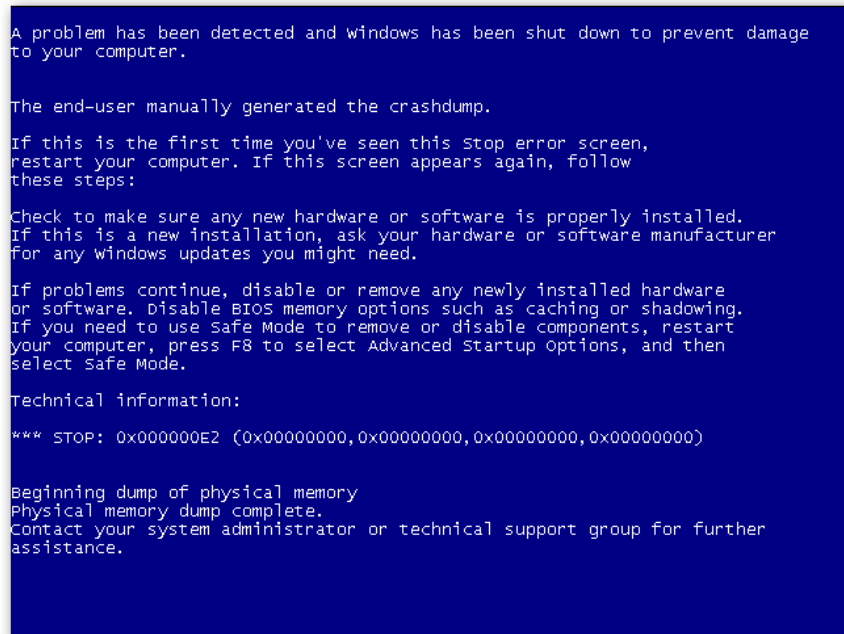 A problem has been detected and Windows has been shut down to prevent damage
to your computer.
The end-user manually generated the crashdump.
If this is the first time you've seen this Stop error screen,
restart your computer. If this screen appears again, follow
these steps:
Check to make sure any new hardware or software is properly installed.
If this is a new installation, ask your hardware or software manufacturer
for any Windows updates you might need.
If problems continue, disable or remove any newly installed hardware
or software. Disable BIOS memory options such as caching or shadowing.
If you need to use Safe Mode to remove or disable components, restart
your computer, press F8 to select Advanced Startup Options, and then
select Safe Mode.
Technical information:
*** STOP: 0x000000E2 (0x00000000,0x00000000,0x00000000,0x00000000)
Beginning dump of physical memory
Physical memory dump complete.
Contact your system administrator or technical support group for further
assistance.